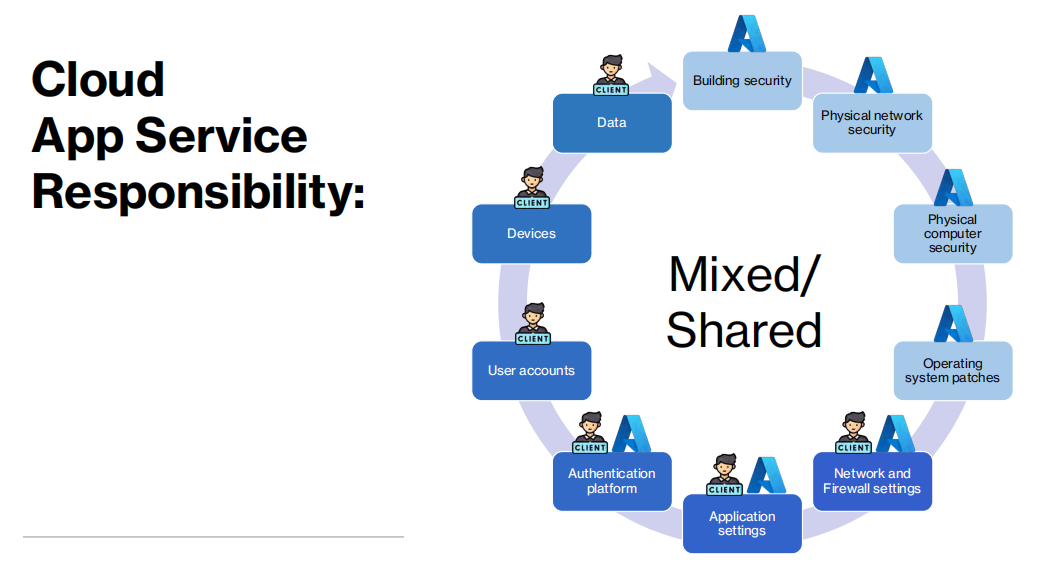 Cloud
App Service
Responsibility:
Building security
Physical network
security
Physical
computer
security
Operating
system patches
CLIENT
Network and
Firewall settings
CLIENT
Application
settings
CLIENT
Authentication
platform
CLIENT
User accounts
CLIENT
Devices
CLIENT
Data
Mixed/
Shared